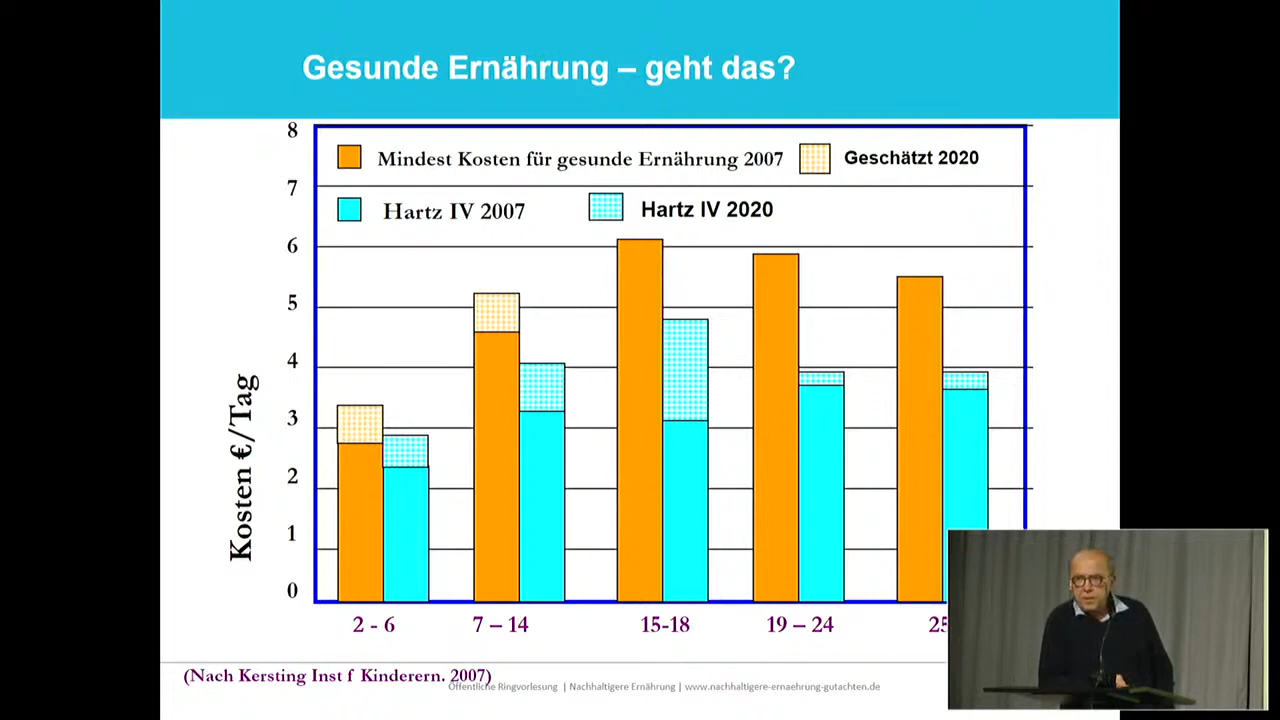 Gesunde Ernährung – geht das?
8
Mindest Kosten für gesunde Ernährung 2007
Geschätzt 2020
7
Hartz IV 2007
Hartz IV 2020
6
5
4
3
2
1
0
Kosten €/Tag
2 - 6
7 – 14
15-18
19 – 24
25
(Nach Kersting Inst f Kinderern. 2007)
Öffentliche Ringvorlesung | Nachhaltigere Ernährung | www.nachhaltigere-ernaehrung-gutachten.de